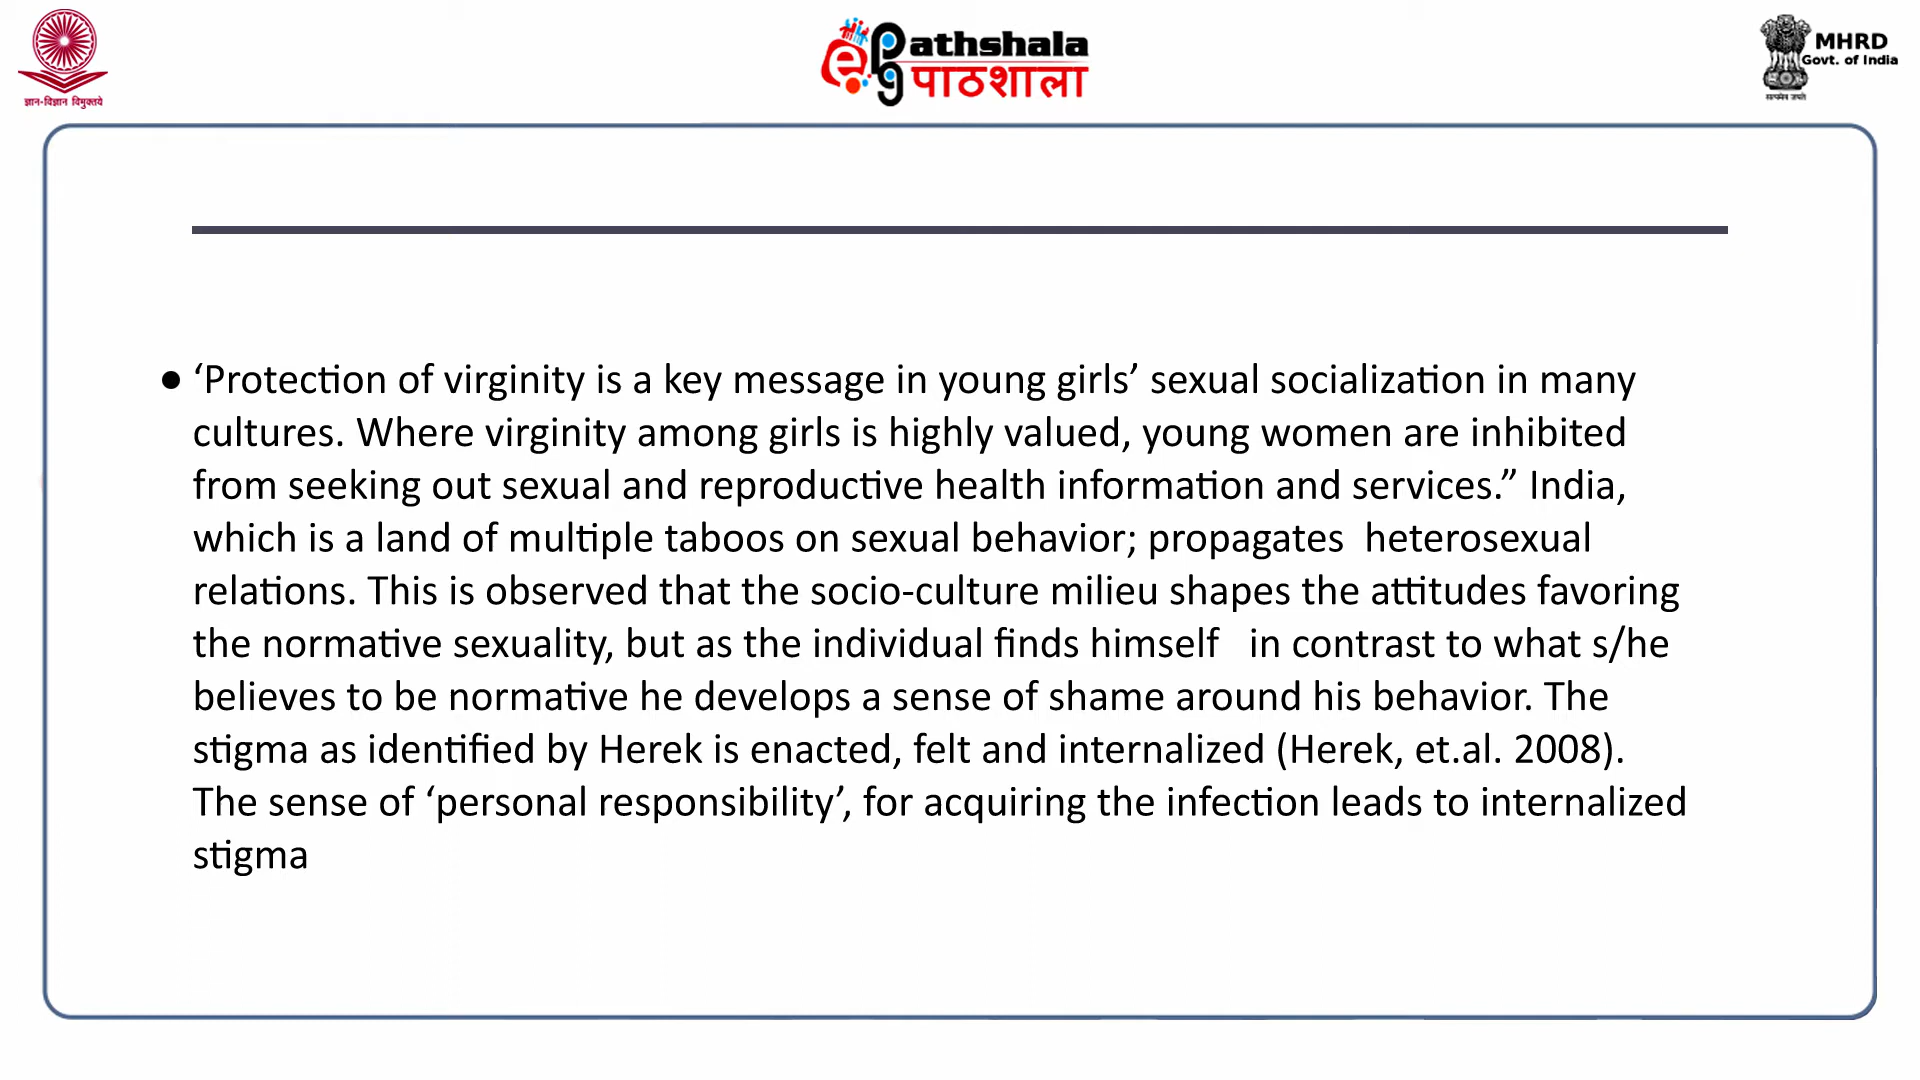 ज्ञान-विज्ञान विमुक्तये
ePG Pathshala
पाठशाला
MHRD
Govt. of India
सत्यमेव जयते
• ‘Protection of virginity is a key message in young girls’ sexual socialization in many
cultures. Where virginity among girls is highly valued, young women are inhibited
from seeking out sexual and reproductive health information and services.” India,
which is a land of multiple taboos on sexual behavior; propagates  heterosexual
relations. This is observed that the socio-culture milieu shapes the attitudes favoring
the normative sexuality, but as the individual finds himself   in contrast to what s/he
believes to be normative he develops a sense of shame around his behavior. The
stigma as identified by Herek is enacted, felt and internalized (Herek, et.al. 2008).
The sense of ‘personal responsibility’, for acquiring the infection leads to internalized
stigma